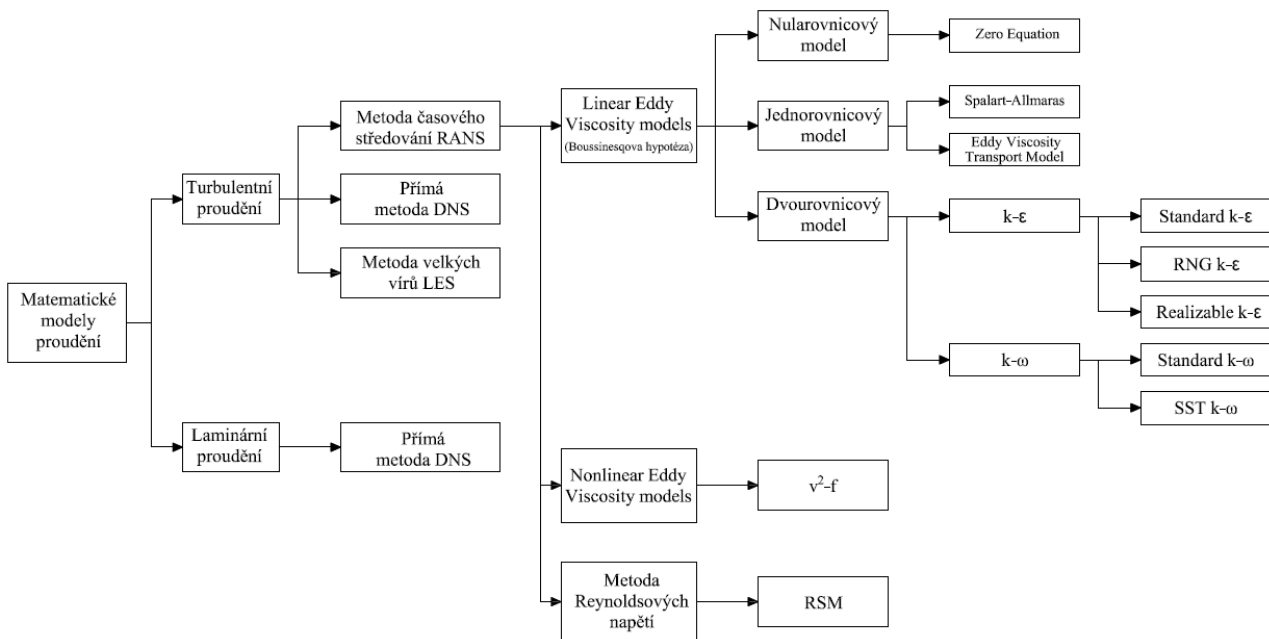 Matematické
modely
proudění
Turbulentní
proudění
Laminární
proudění
Metoda časového
středování RANS
Přímá
metoda DNS
Metoda velkých
vírů LES
Přímá
metoda DNS
Linear Eddy
Viscosity models
(Boussinesqova hypotéza)
Nonlinear Eddy
Viscosity models
Metoda
Reynoldsových
napětí
Nularovnicový
model
Jednorovnicový
model
Dvourovnicový
model
v²-f
RSM
Zero Equation
Spalart-Allmaras
Eddy Viscosity
Transport Model
k-ε
k-ω
Standard k-ε
RNG k-ε
Realizable k-ε
Standard k-ω
SST k-ω